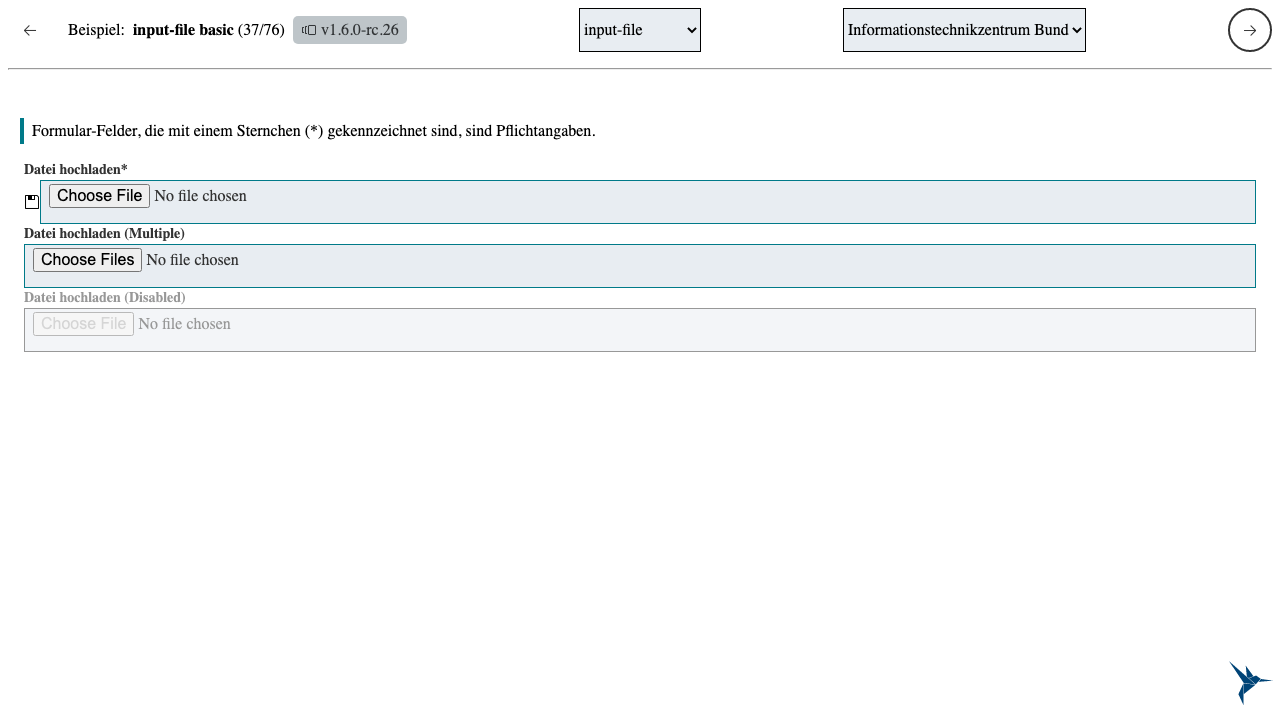 Beispiel: input-file basic (37/76) v1.6.0-rc.26 input-file Informationstechnikzentrum Bund
Formular-Felder, die mit einem Sternchen (*) gekennzeichnet sind, sind Pflichtangaben.
Datei hochladen*
Choose File No file chosen
Datei hochladen (Multiple)
Choose Files No file chosen
Datei hochladen (Disabled)
Choose File No file chosen